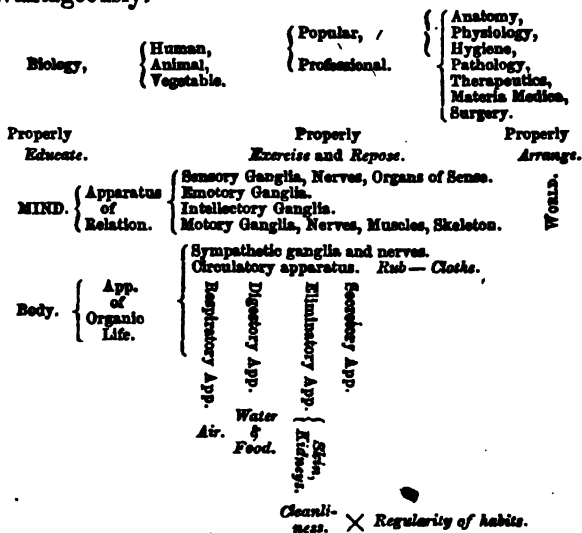 Anatomy,
Popular, Physiology,
Human, Hygiene,
Biology, Animal, Professional. Pathology,
Vegetable. Therapeutics,
Materia Medica,
Surgery.
Properly Properly Properly
Educate. Exercise and Repose. Arrange.
Sensory Ganglia, Nerves, Organs of Sense.
MIND. Apparatus Emotory Ganglia.
of Intellectory Ganglia.
Relation. Motory Ganglia, Nerves, Muscles, Skeleton.
WORLD.
Sympathetic ganglia and nerves.
Circulatory apparatus. Rub — Cloths.
App.
Body. of
Organic
Life.
Respiratory App.
Digestory App.
Eliminatory App.
Secretory App.
Air.
Water
&
Food.
Skin,
Kidneys.
Cleanli-
ness. × Regularity of habits.